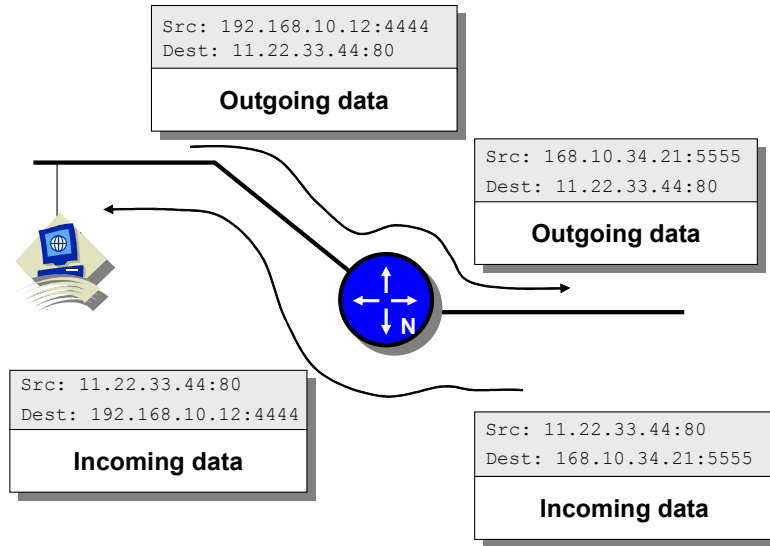 Src: 192.168.10.12:4444
Dest: 11.22.33.44:80
Outgoing data
Src: 168.10.34.21:5555
Dest: 11.22.33.44:80
Outgoing data
N
Src: 11.22.33.44:80
Dest: 192.168.10.12:4444
Incoming data
Src: 11.22.33.44:80
Dest: 168.10.34.21:5555
Incoming data